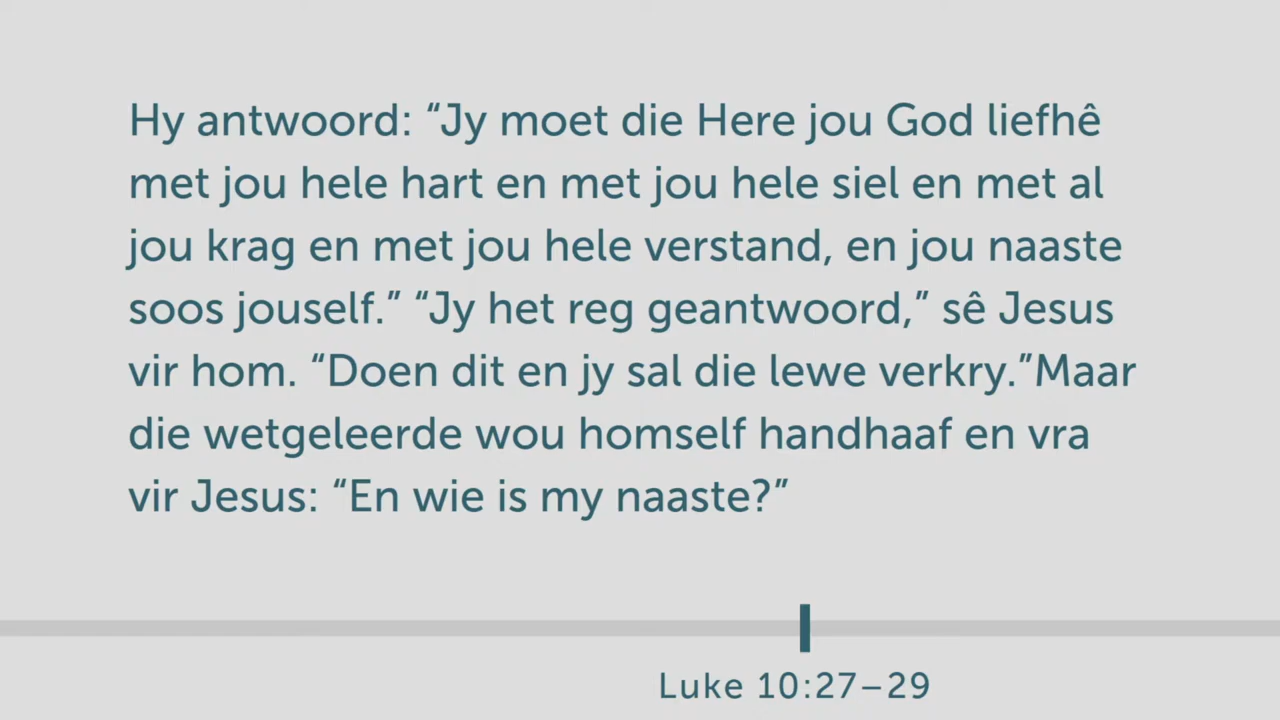 Hy antwoord: “Jy moet die Here jou God liefhê
met jou hele hart en met jou hele siel en met al
jou krag en met jou hele verstand, en jou naaste
soos jouself.” “Jy het reg geantwoord,” sê Jesus
vir hom. “Doen dit en jy sal die lewe verkry.”Maar
die wetgeleerde wou homself handhaaf en vra
vir Jesus: “En wie is my naaste?”
Luke 10:27–29